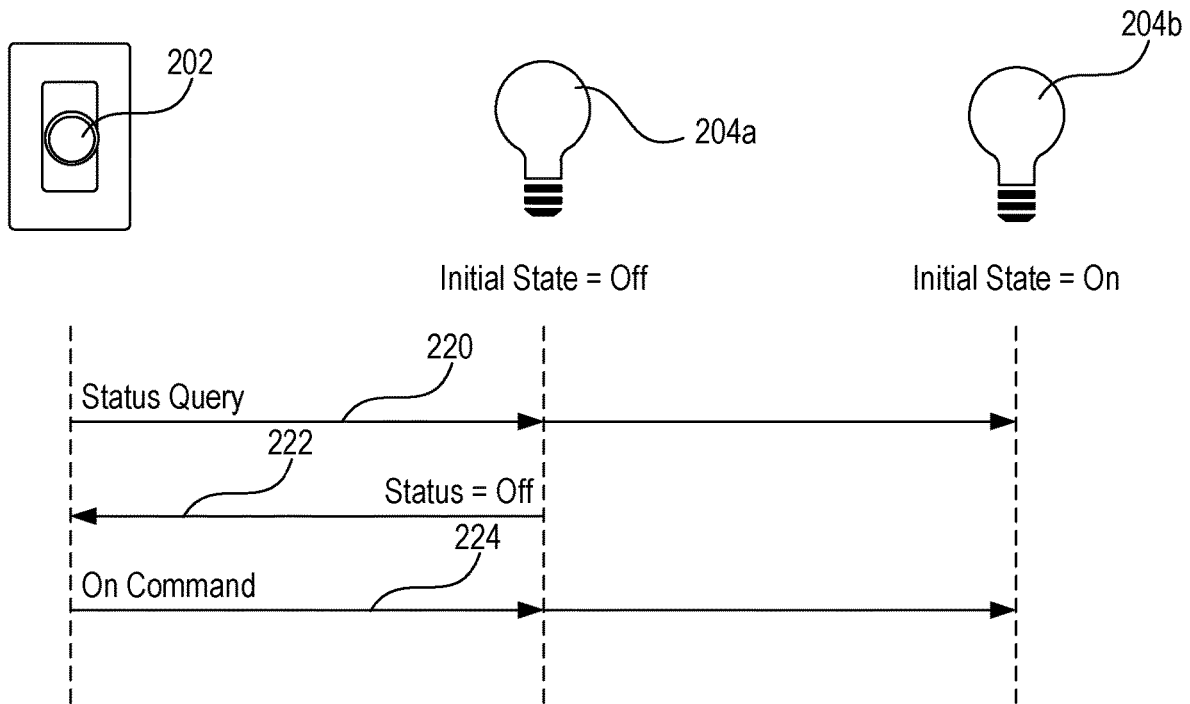 202
204a
204b
Initial State = Off
Initial State = On
220
Status Query
222
Status = Off
224
On Command